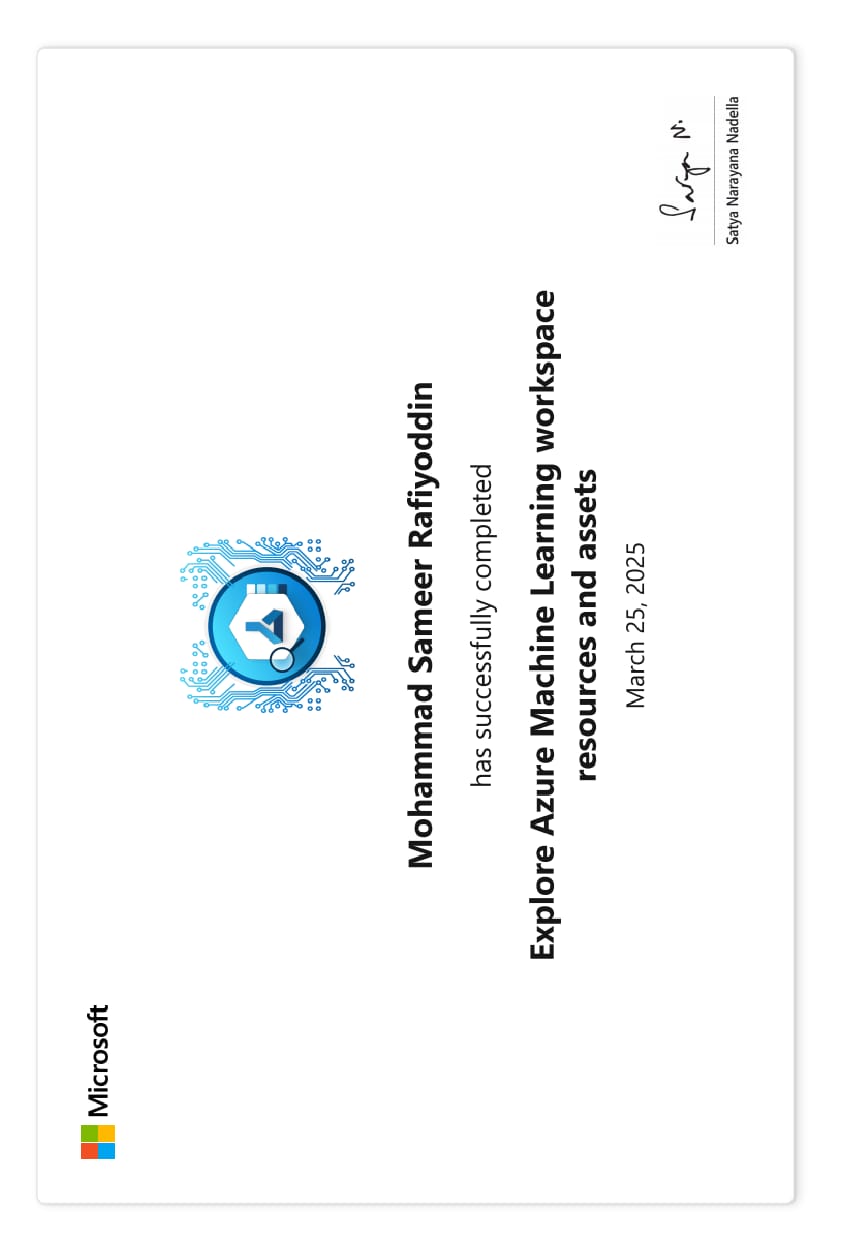 Microsoft
Mohammad Sameer Rafiyoddin
has successfully completed
Explore Azure Machine Learning workspace
resources and assets
March 25, 2025
Satya N.
Satya Narayana Nadella